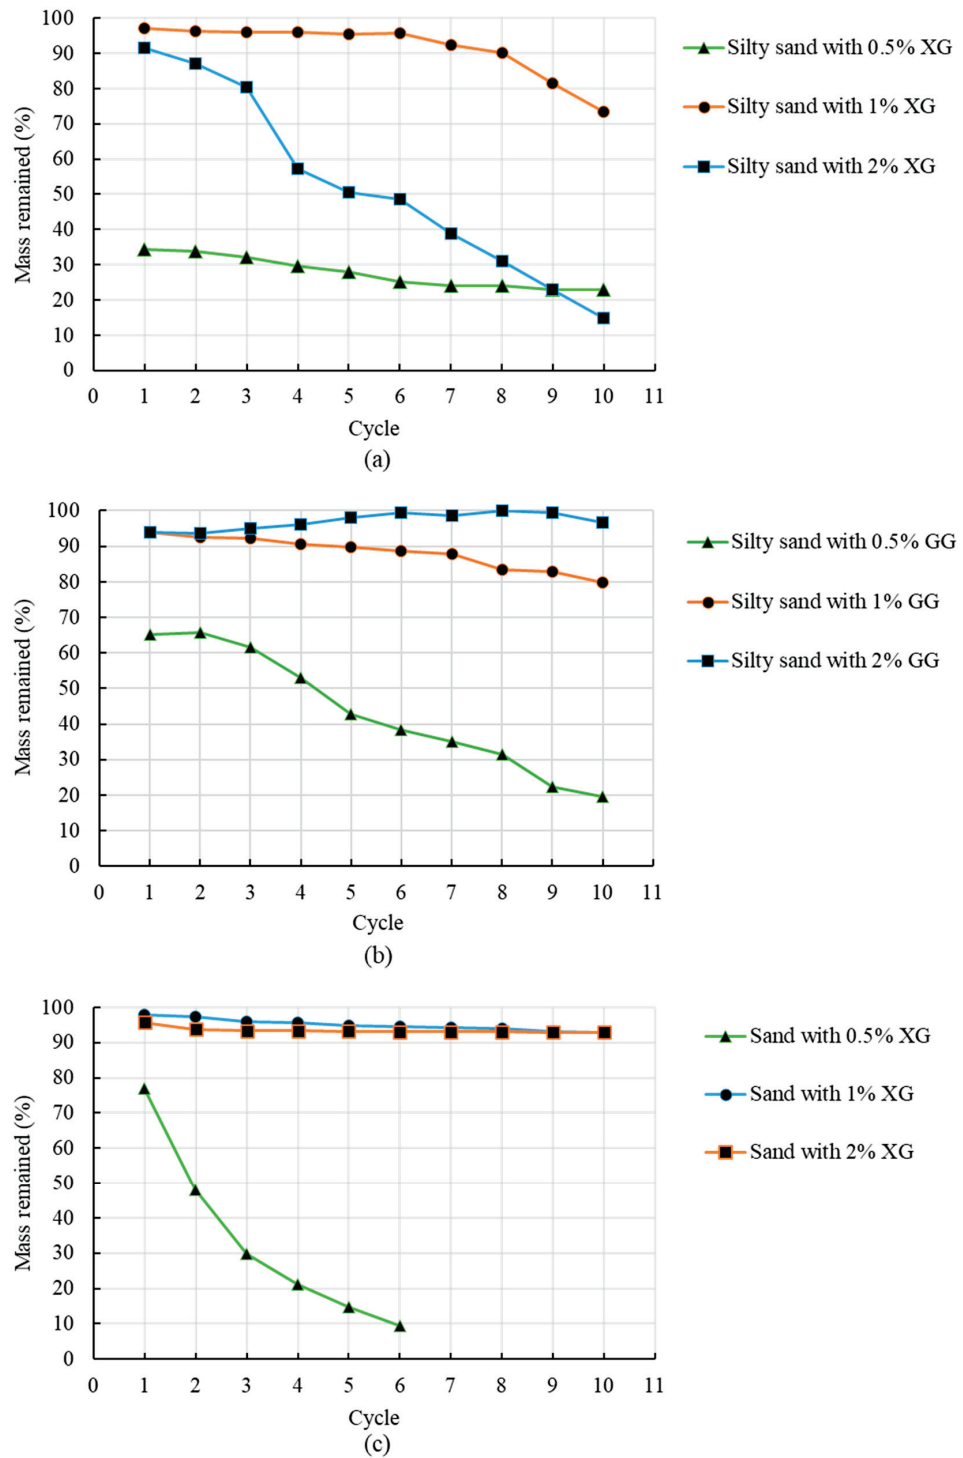 100
90
80
70
60
50
40
30
20
10
0
Mass remained (%)
0 1 2 3 4 5 6 7 8 9 10 11
Cycle
(a)
Silty sand with 0.5% XG
Silty sand with 1% XG
Silty sand with 2% XG
100
90
80
70
60
50
40
30
20
10
0
Mass remained (%)
0 1 2 3 4 5 6 7 8 9 10 11
Cycle
(b)
Silty sand with 0.5% GG
Silty sand with 1% GG
Silty sand with 2% GG
100
90
80
70
60
50
40
30
20
10
0
Mass remained (%)
0 1 2 3 4 5 6 7 8 9 10 11
Cycle
(c)
Sand with 0.5% XG
Sand with 1% XG
Sand with 2% XG